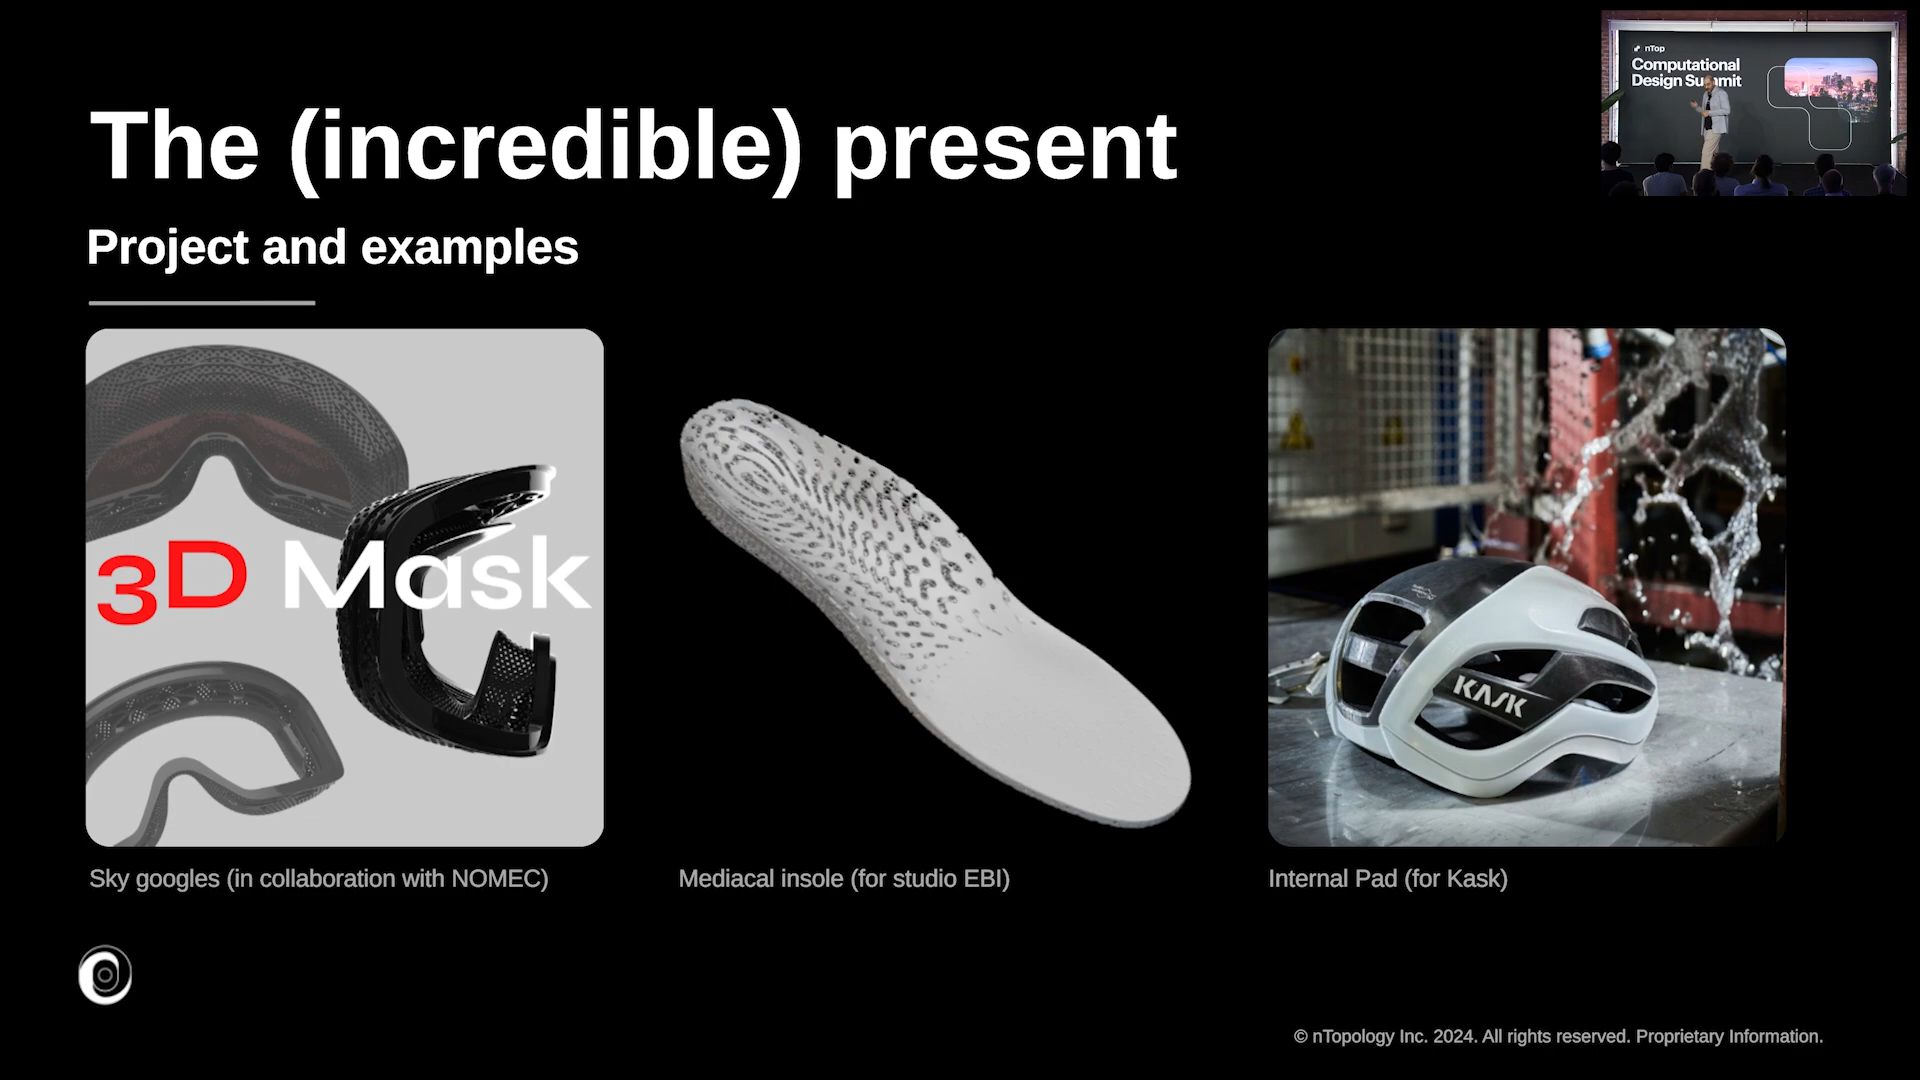 nTop
Computational
Design Summit
The (incredible) present
Project and examples
3D Mask
KASK
Sky googles (in collaboration with NOMEC)
Mediacal insole (for studio EBI)
Internal Pad (for Kask)
© nTopology Inc. 2024. All rights reserved. Proprietary Information.